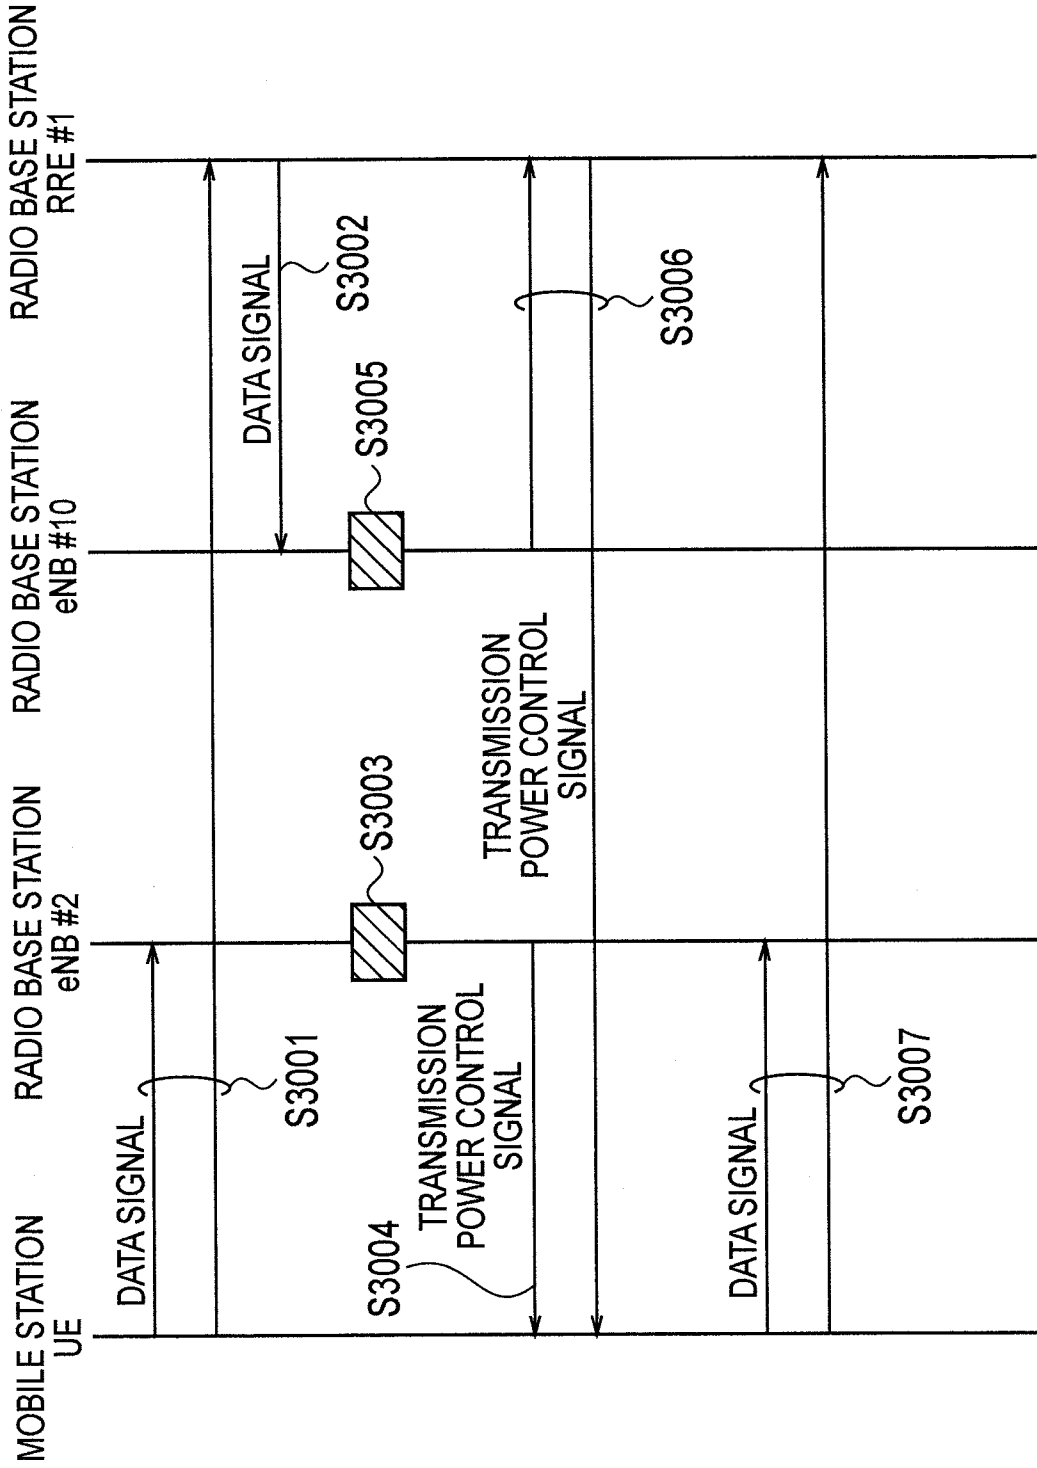 MOBILE STATION
UE
RADIO BASE STATION
eNB #2
RADIO BASE STATION
eNB #10
RADIO BASE STATION
RRE #1
DATA SIGNAL
S3001
DATA SIGNAL
S3002
S3003
S3005
S3004
TRANSMISSION
POWER CONTROL
SIGNAL
TRANSMISSION
POWER CONTROL
SIGNAL
S3006
DATA SIGNAL
S3007